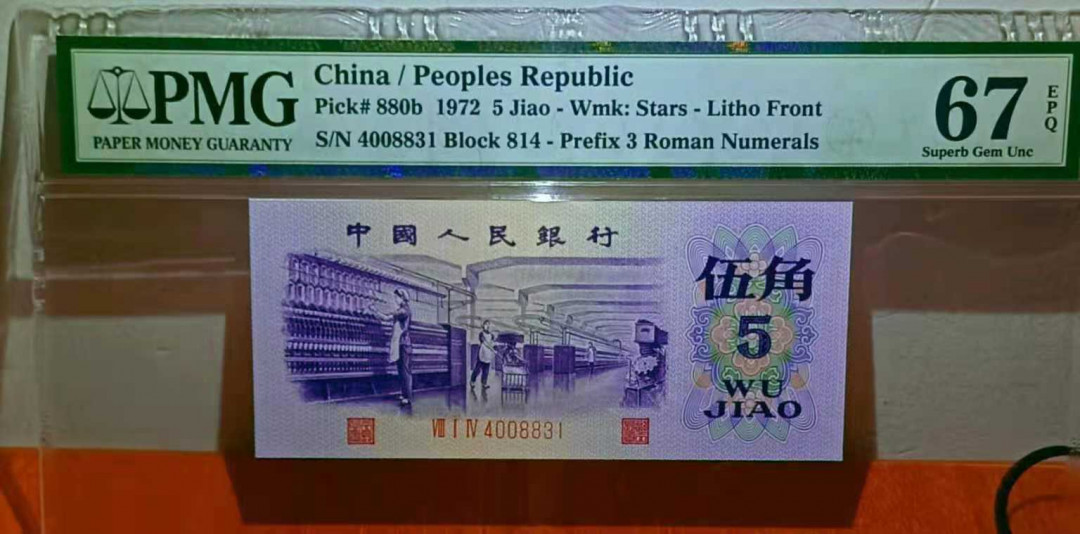 PMG
PAPER MONEY GUARANTY
China / Peoples Republic
Pick# 880b 1972 5 Jiao - Wmk: Stars - Litho Front
S/N 4008831 Block 814 - Prefix 3 Roman Numerals
67
EPQ
Superb Gem Unc
中國人民銀行
伍角
5
WU
JIAO
VIII I IV 4008831